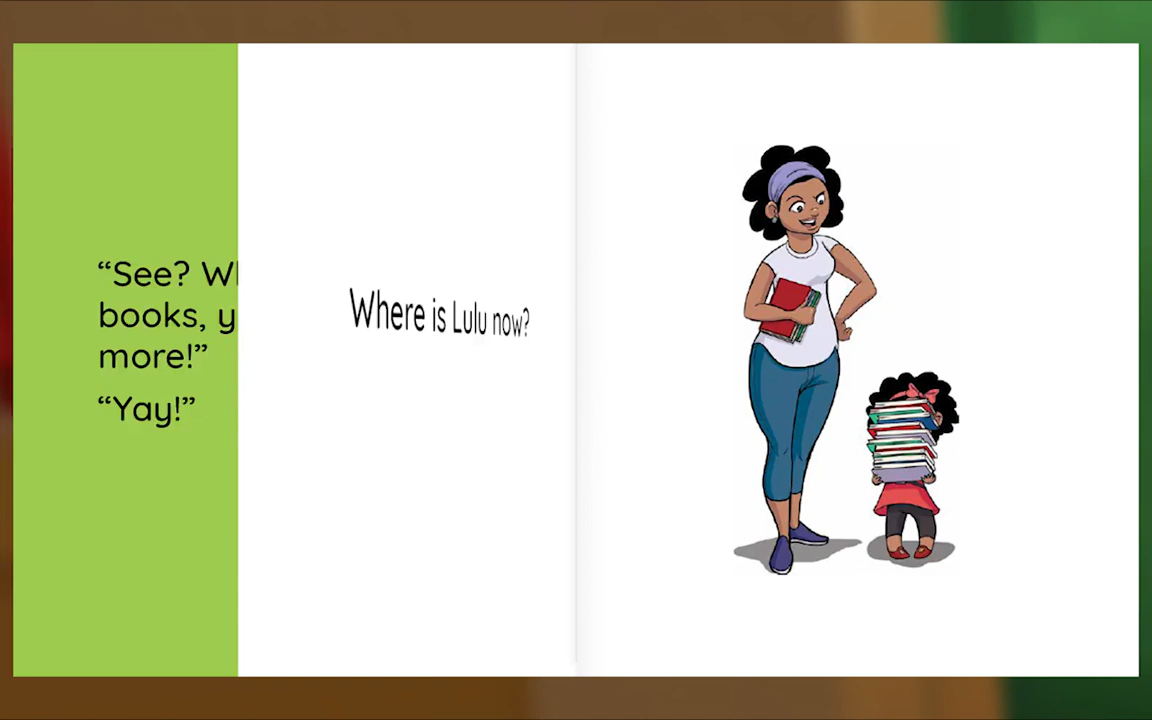 “See?
books,
more!”
“Yay!”
Where is Lulu now?